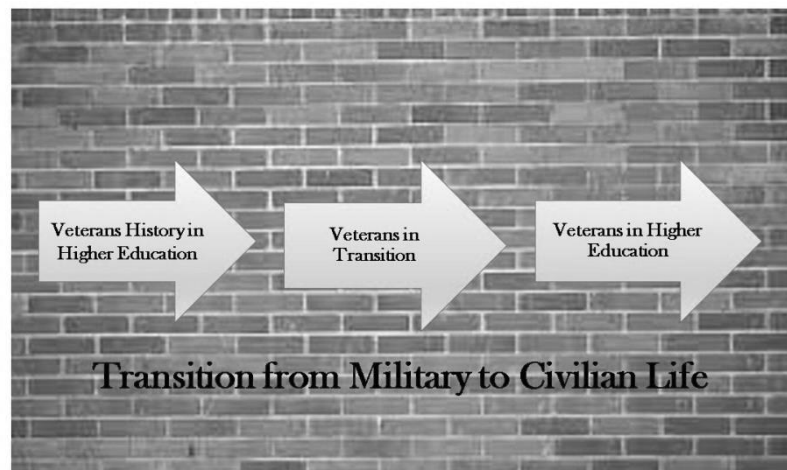 Veterans History in
Higher Education
Veterans in
Transition
Veterans in Higher
Education
Transition from Military to Civilian Life